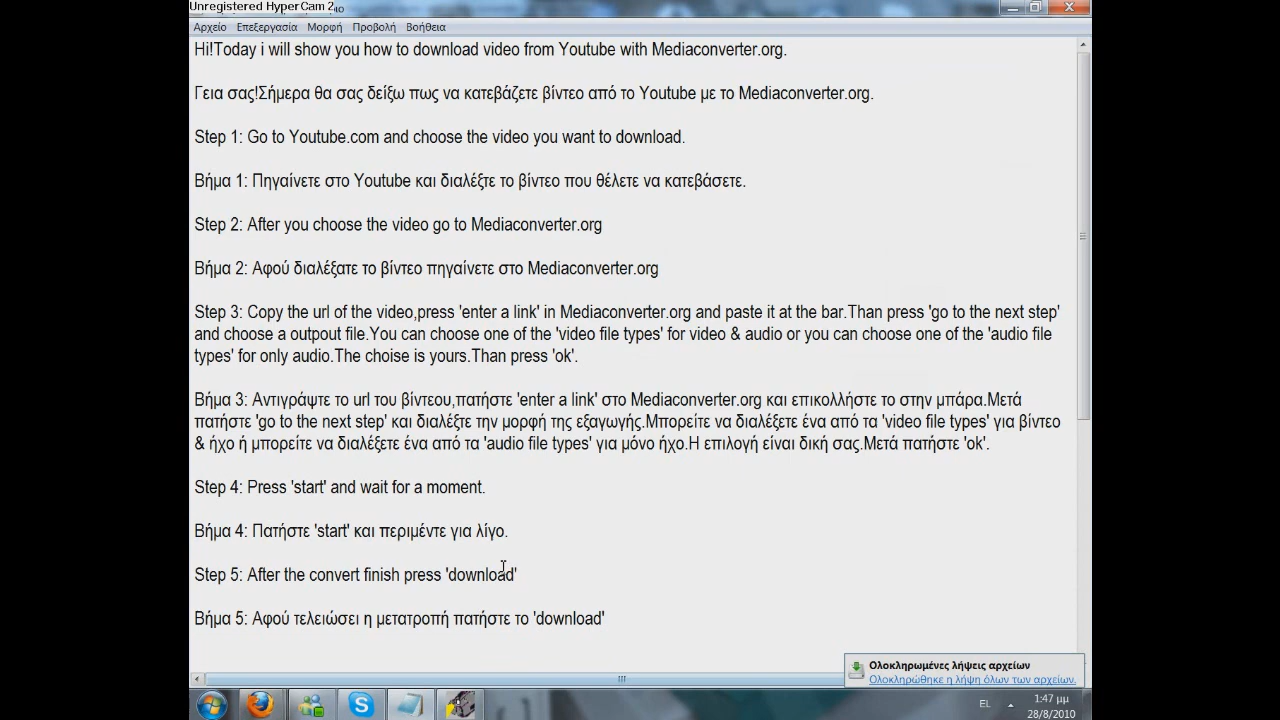 Unregistered HyperCam 2
Αρχείο Επεξεργασία Μορφή Προβολή Βοήθεια
Hi!Today i will show you how to download video from Youtube with Mediaconverter.org.
Γεια σας!Σήμερα θα σας δείξω πως να κατεβάζετε βίντεο από το Youtube με το Mediaconverter.org.
Step 1: Go to Youtube.com and choose the video you want to download.
Βήμα 1: Πηγαίνετε στο Youtube και διαλέξτε το βίντεο που θέλετε να κατεβάσετε.
Step 2: After you choose the video go to Mediaconverter.org
Βήμα 2: Αφού διαλέξατε το βίντεο πηγαίνετε στο Mediaconverter.org
Step 3: Copy the url of the video,press 'enter a link' in Mediaconverter.org and paste it at the bar.Than press 'go to the next step'
and choose a outpout file.You can choose one of the 'video file types' for video & audio or you can choose one of the 'audio file
types' for only audio.The choise is yours.Than press 'ok'.
Βήμα 3: Αντιγράψτε το url του βίντεου,πατήστε 'enter a link' στο Mediaconverter.org και επικολλήστε το στην μπάρα.Μετά
πατήστε 'go to the next step' και διαλέξτε την μορφή της εξαγωγής.Μπορείτε να διαλέξετε ένα από τα 'video file types' για βίντεο
& ήχο ή μπορείτε να διαλέξετε ένα από τα 'audio file types' για μόνο ήχο.Η επιλογή είναι δική σας.Μετά πατήστε 'ok'.
Step 4: Press 'start' and wait for a moment.
Βήμα 4: Πατήστε 'start' και περιμέντε για λίγο.
Step 5: After the convert finish press 'download'
Βήμα 5: Αφού τελειώσει η μετατροπή πατήστε το 'download'
Ολοκληρωμένες λήψεις αρχείων
Ολοκληρώθηκε η λήψη όλων των αρχείων.
EL 1:47 μμ
28/8/2010